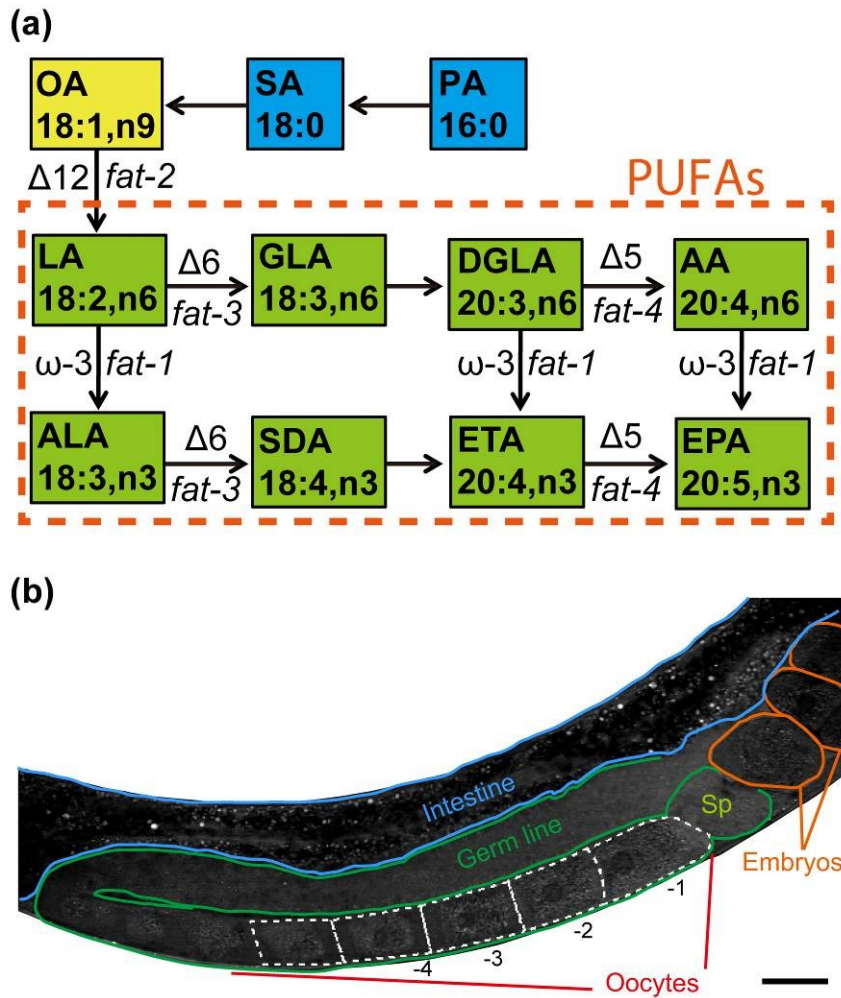 (a)
OA
18:1,n9
SA
18:0
PA
16:0
Δ12 fat-2
PUFAs
LA
18:2,n6
Δ6
fat-3
GLA
18:3,n6
DGLA
20:3,n6
Δ5
fat-4
AA
20:4,n6
ω-3 fat-1
ω-3 fat-1
ω-3 fat-1
ALA
18:3,n3
Δ6
fat-3
SDA
18:4,n3
ETA
20:4,n3
Δ5
fat-4
EPA
20:5,n3
(b)
Intestine
Germ line
Sp
Embryos
-1
-2
-3
-4
Oocytes